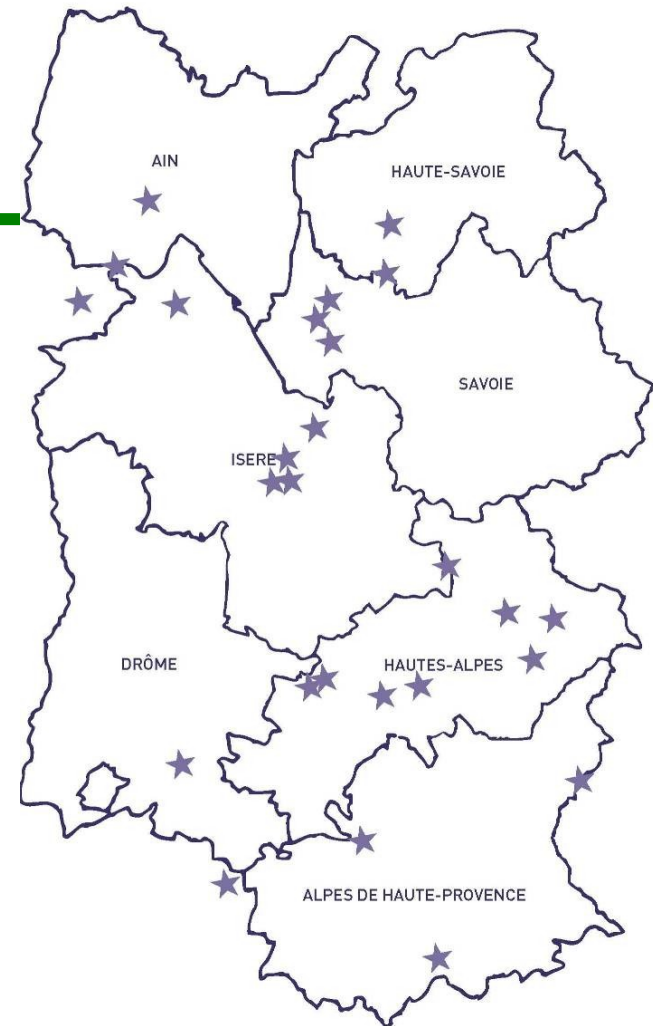 AIN
HAUTE-SAVOIE
SAVOIE
ISERE
DRÔME
HAUTES-ALPES
ALPES DE HAUTE-PROVENCE